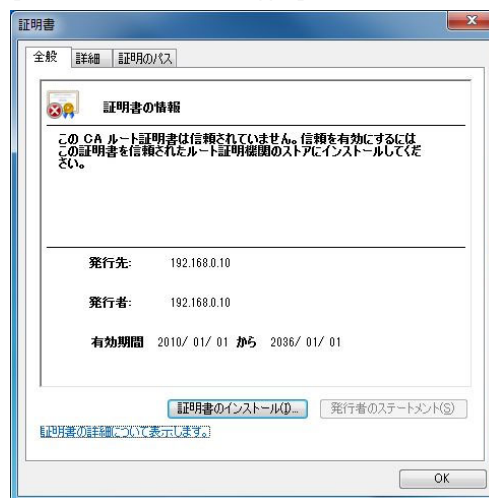 証明書
全般
詳細
証明のパス
証明書の情報
この CA ルート証明書は信頼されていません。信頼を有効にするには
この証明書を信頼されたルート証明機関のストアにインストールしてくだ
さい。
発行先: 192.168.0.10
発行者: 192.168.0.10
有効期間 2010/ 01/ 01 から 2036/ 01/ 01
証明書のインストール(I)...
発行者のステートメント(S)
証明書の詳細について表示します。
OK